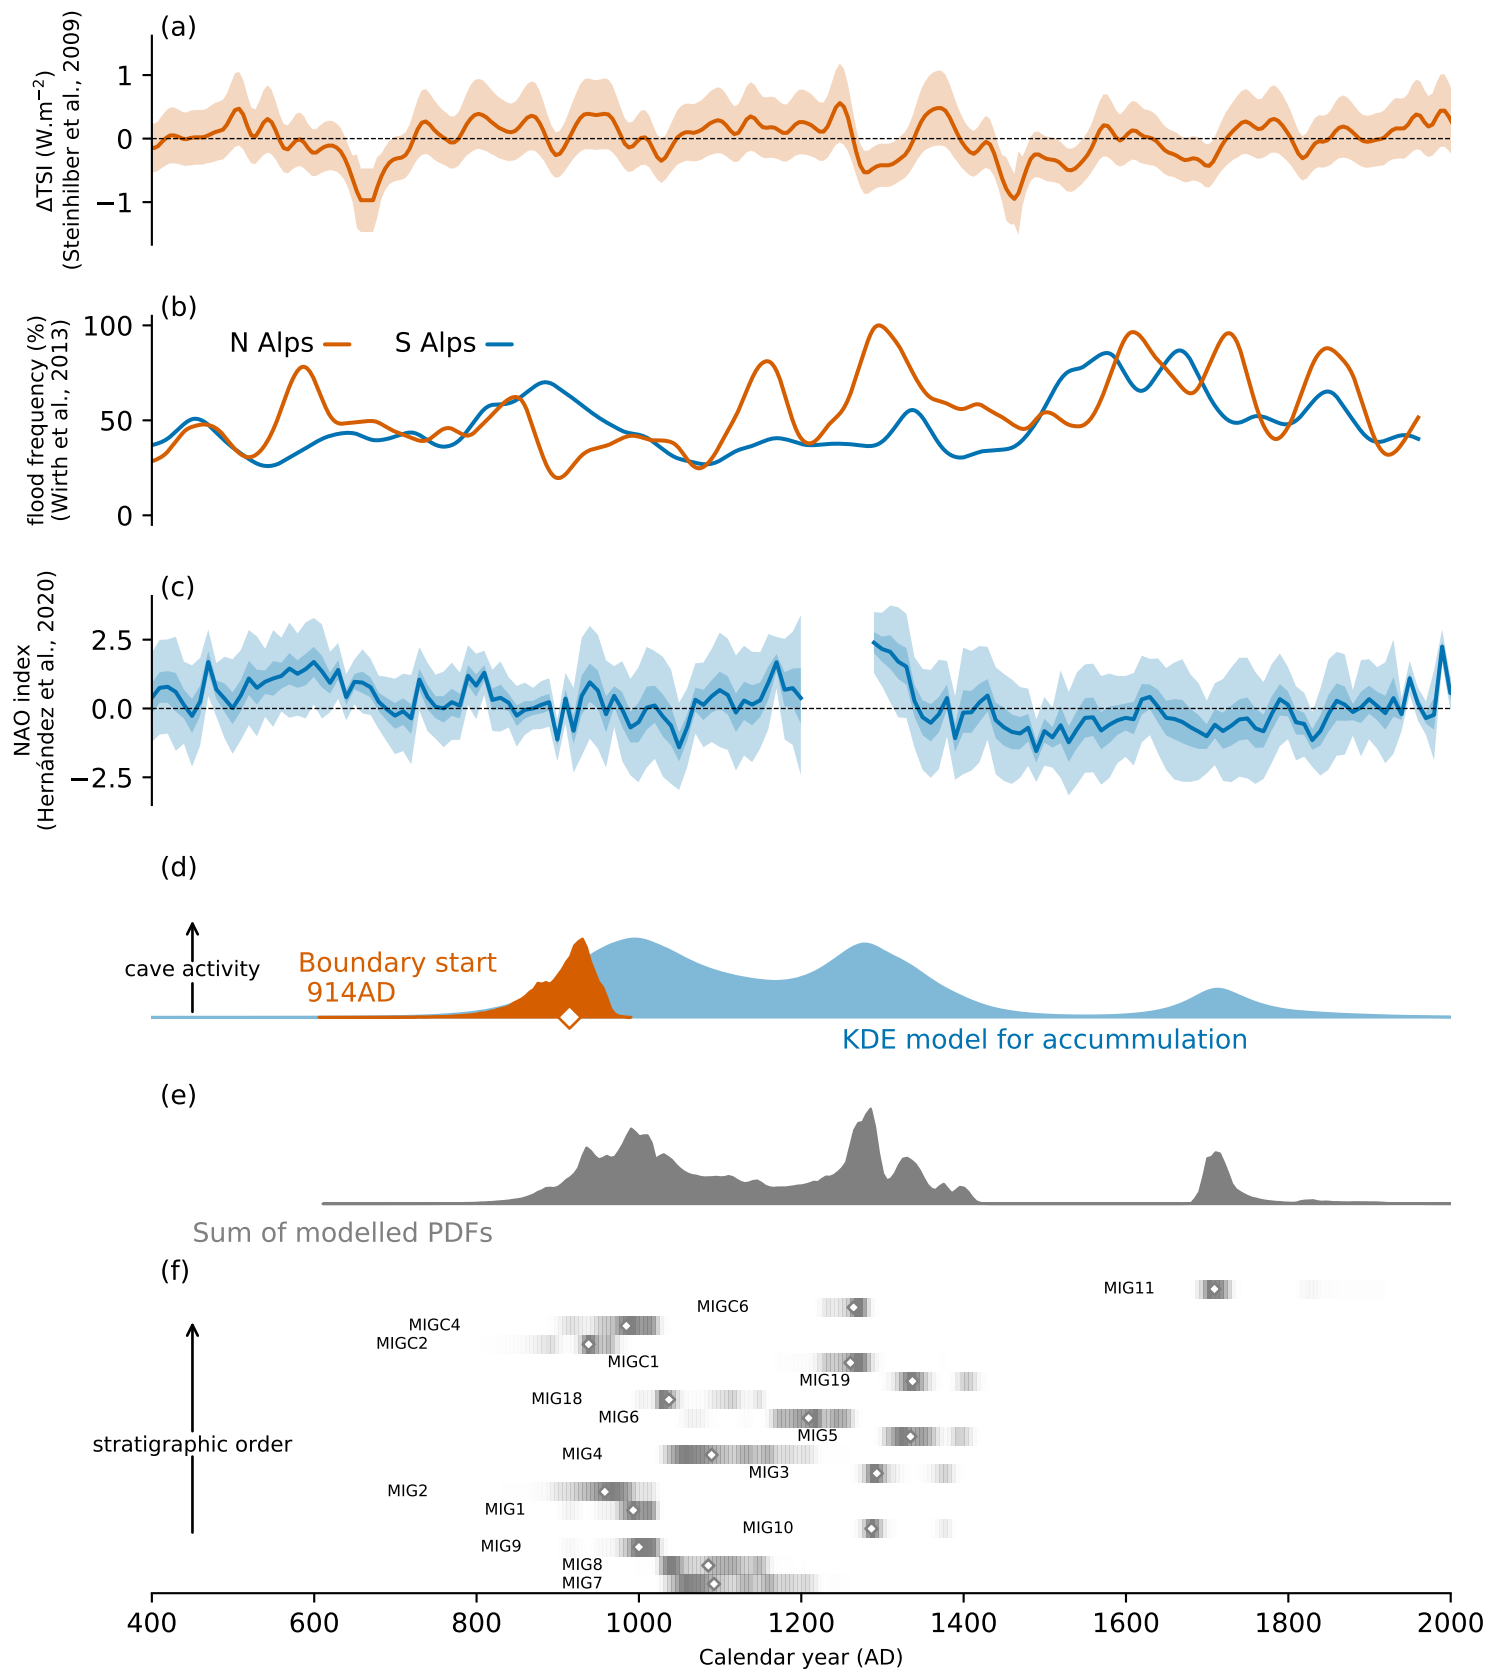 (a)
ΔTSI (W.m⁻²)
(Steinhilber et al., 2009)
1
0
−1
(b)
flood frequency (%)
(Wirth et al., 2013)
100
50
0
N Alps
S Alps
(c)
NAO index
(Hernández et al., 2020)
2.5
0.0
−2.5
(d)
cave activity
Boundary start
914AD
KDE model for accummulation
(e)
Sum of modelled PDFs
(f)
MIG11
MIGC6
MIGC4
MIGC2
MIGC1
MIG19
MIG18
MIG6
MIG5
stratigraphic order
MIG4
MIG3
MIG2
MIG1
MIG10
MIG9
MIG8
MIG7
400 600 800 1000 1200 1400 1600 1800 2000
Calendar year (AD)